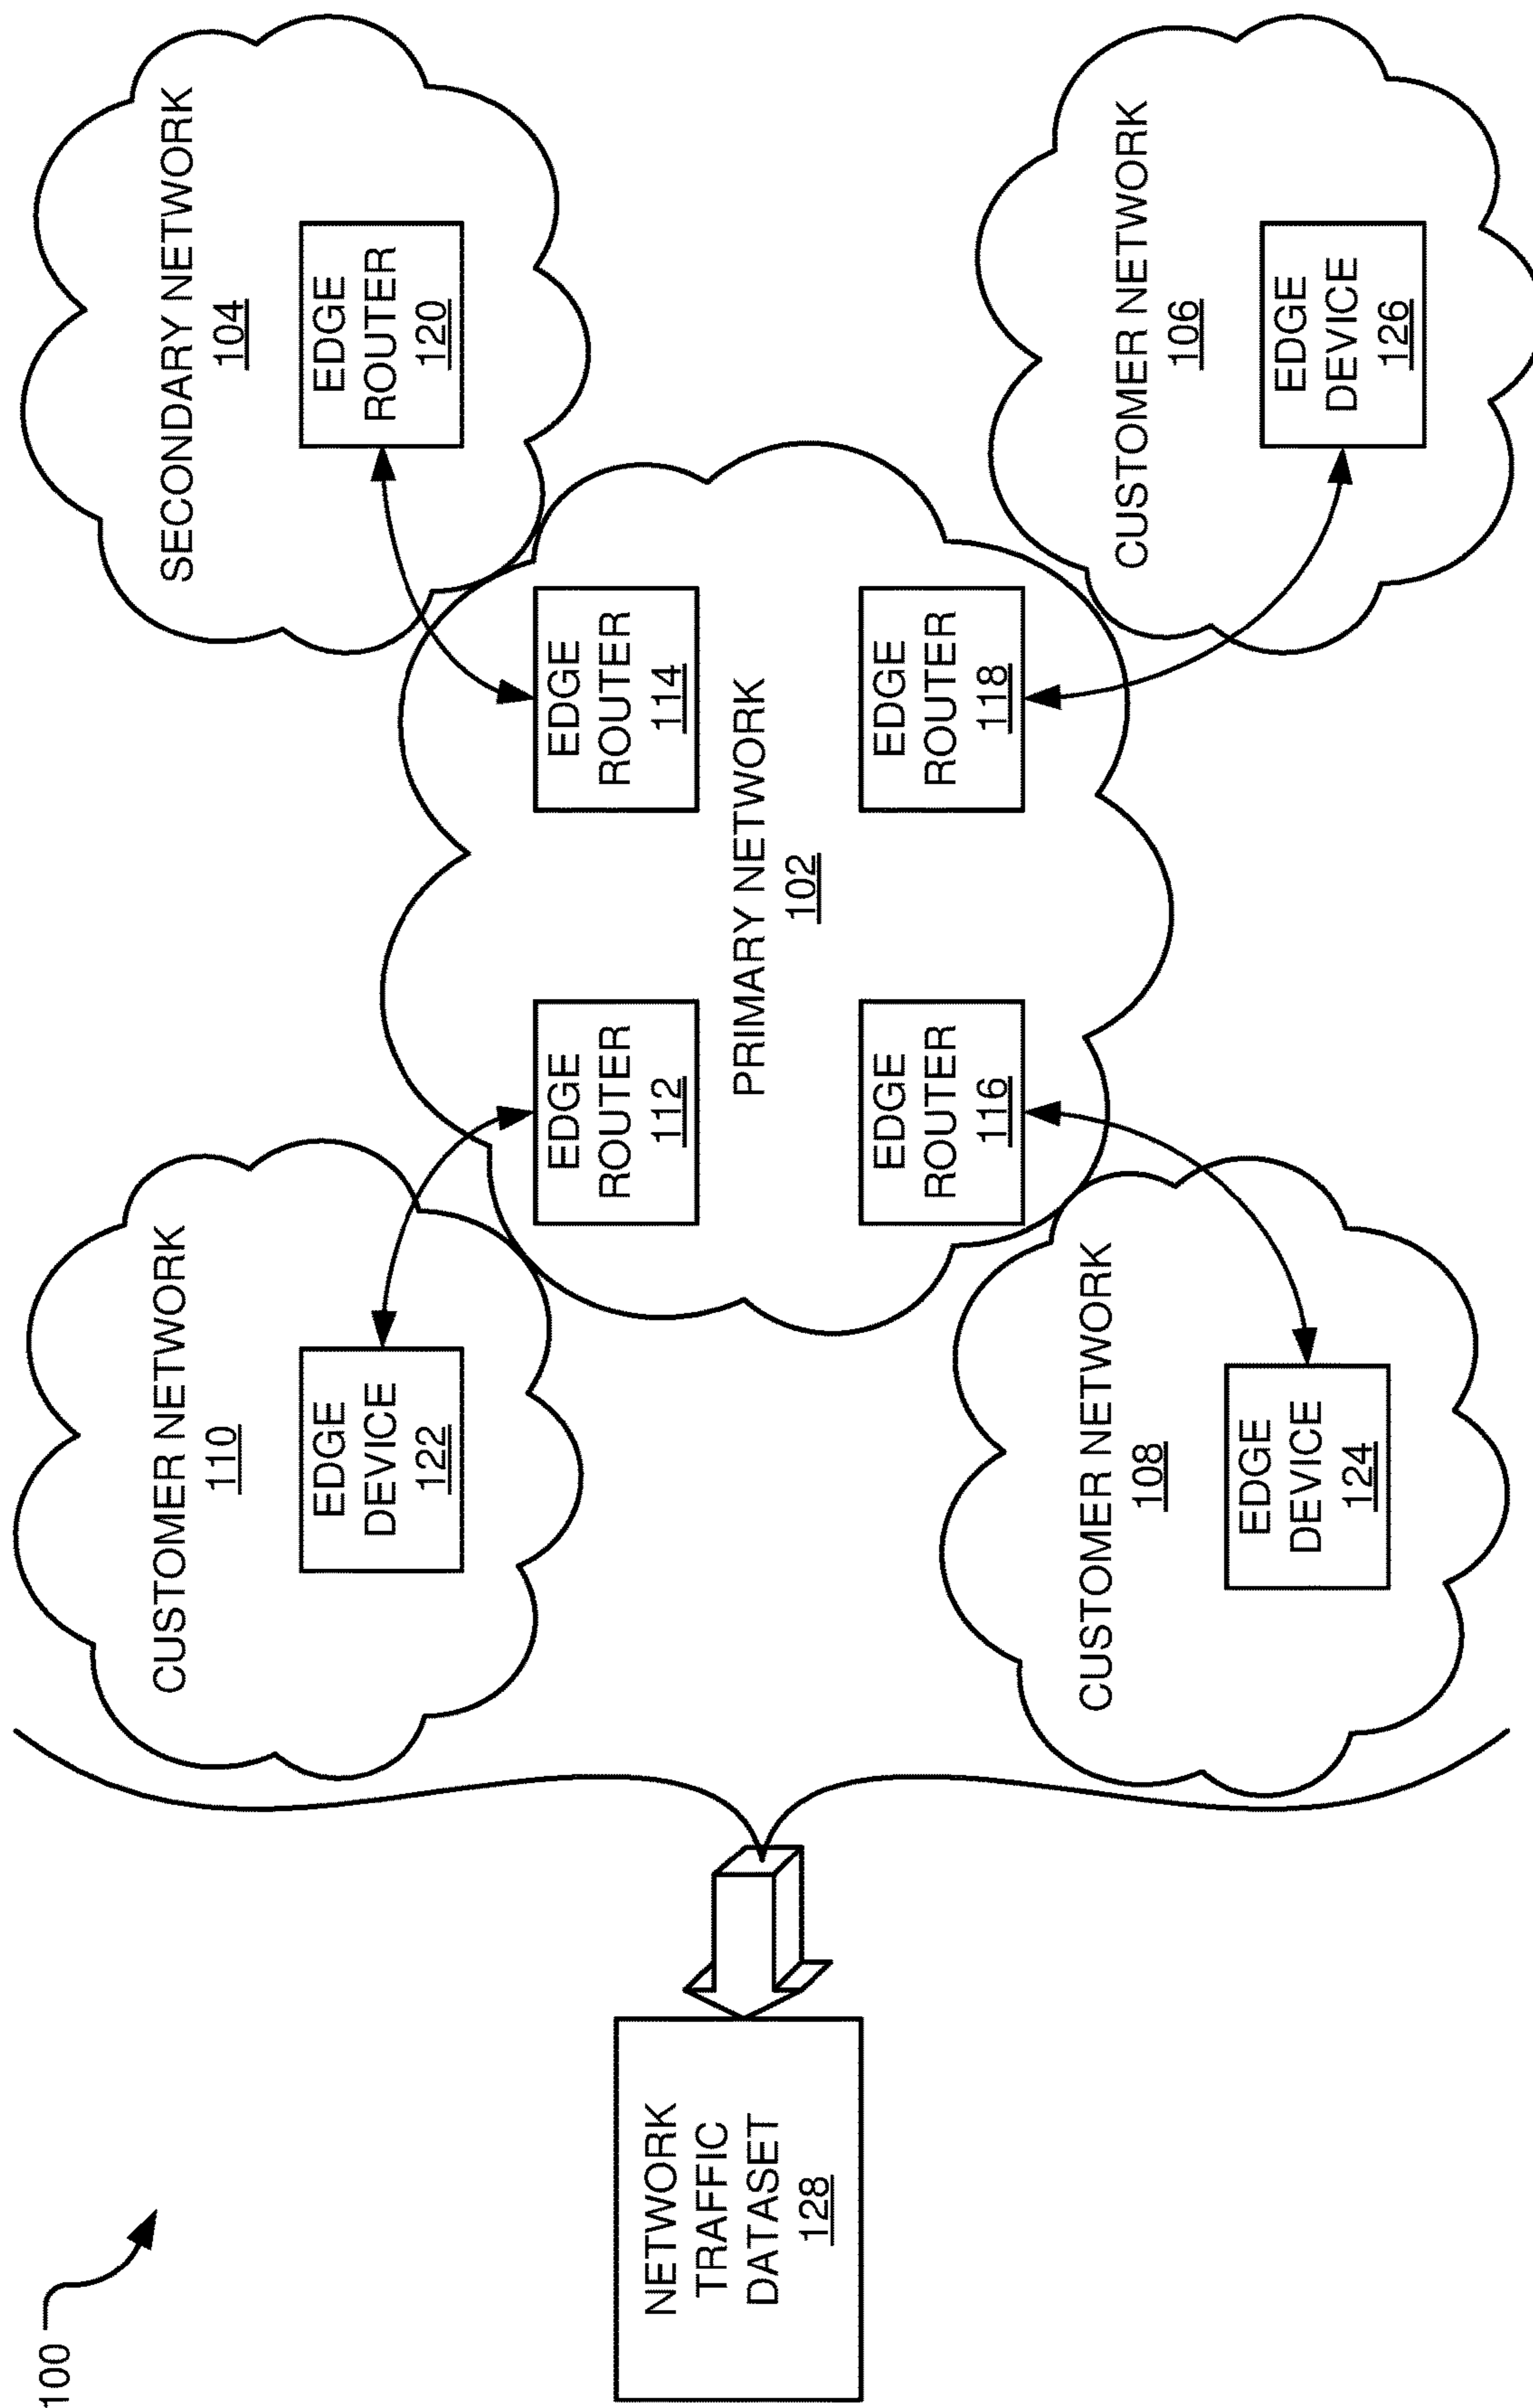 100
NETWORK
TRAFFIC
DATASET
128
CUSTOMER NETWORK
110
EDGE
DEVICE
122
SECONDARY NETWORK
104
EDGE
ROUTER
120
EDGE
ROUTER
112
EDGE
ROUTER
114
PRIMARY NETWORK
102
EDGE
ROUTER
116
EDGE
ROUTER
118
CUSTOMER NETWORK
108
EDGE
DEVICE
124
CUSTOMER NETWORK
106
EDGE
DEVICE
126